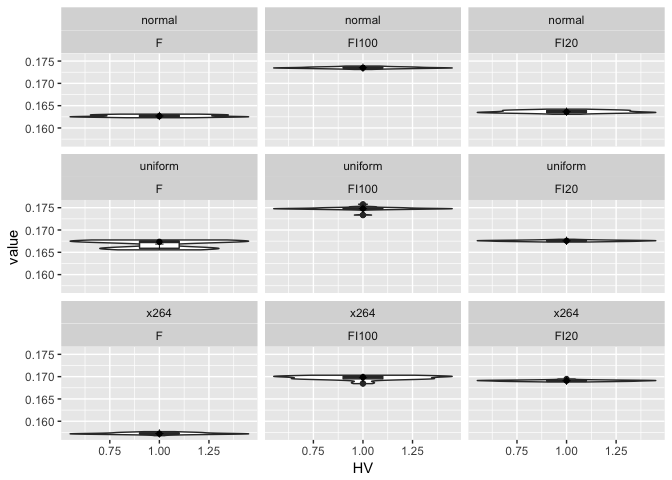 normal normal normal
F FI100 FI20
0.175
0.170
0.165
0.160
uniform uniform uniform
F FI100 FI20
0.175
0.170
0.165
0.160
value
x264 x264 x264
F FI100 FI20
0.175
0.170
0.165
0.160
0.75 1.00 1.25 0.75 1.00 1.25 0.75 1.00 1.25
HV